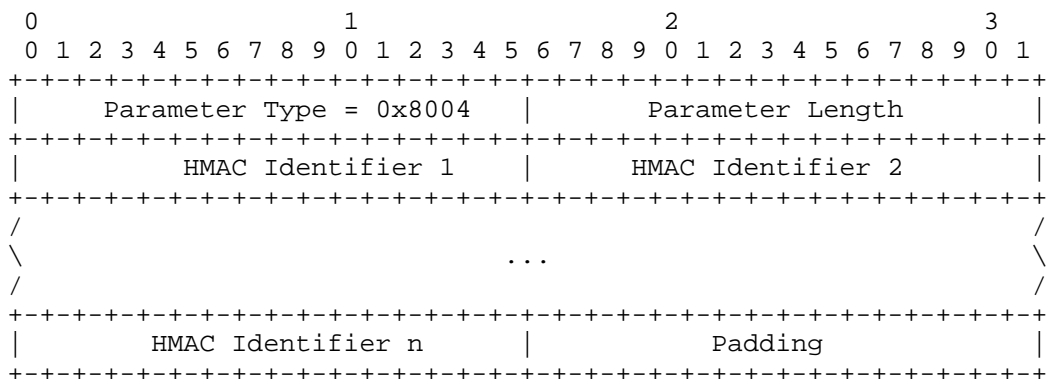 0                   1                   2                   3
 0 1 2 3 4 5 6 7 8 9 0 1 2 3 4 5 6 7 8 9 0 1 2 3 4 5 6 7 8 9 0 1
+-+-+-+-+-+-+-+-+-+-+-+-+-+-+-+-+-+-+-+-+-+-+-+-+-+-+-+-+-+-+-+-+
|     Parameter Type = 0x8004   |       Parameter Length        |
+-+-+-+-+-+-+-+-+-+-+-+-+-+-+-+-+-+-+-+-+-+-+-+-+-+-+-+-+-+-+-+-+
|          HMAC Identifier 1    |      HMAC Identifier 2        |
+-+-+-+-+-+-+-+-+-+-+-+-+-+-+-+-+-+-+-+-+-+-+-+-+-+-+-+-+-+-+-+-+
/                                                               /
\                              ...                              \
/                                                               /
+-+-+-+-+-+-+-+-+-+-+-+-+-+-+-+-+-+-+-+-+-+-+-+-+-+-+-+-+-+-+-+-+
|        HMAC Identifier n      |           Padding             |
+-+-+-+-+-+-+-+-+-+-+-+-+-+-+-+-+-+-+-+-+-+-+-+-+-+-+-+-+-+-+-+-+